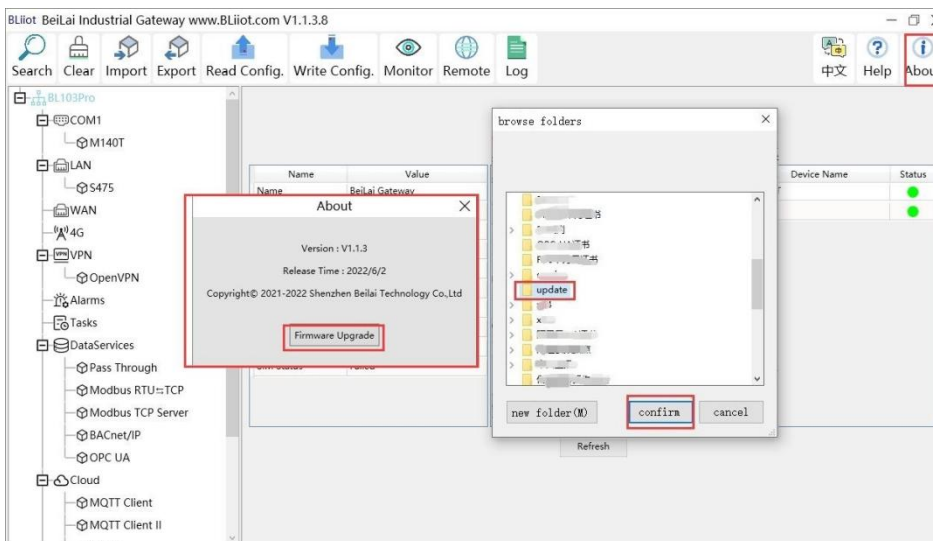 BLiiot BeiLai Industrial Gateway www.BLiiot.com V1.1.3.8
Search Clear Import Export Read Config. Write Config. Monitor Remote Log 中文 Help Abou
BL103Pro
COM1
M140T
LAN
S475
WAN
4G
VPN
OpenVPN
Alarms
Tasks
DataServices
Pass Through
Modbus RTU⇆TCP
Modbus TCP Server
BACnet/IP
OPC UA
Cloud
MQTT Client
MQTT Client II
Name Value
Name BeiLai Gateway
About
Version : V1.1.3
Release Time : 2022/6/2
Copyright© 2021-2022 Shenzhen Beilai Technology Co.,Ltd
Firmware Upgrade
browse folders
update
new folder(M) confirm cancel
Device Name Status
Refresh